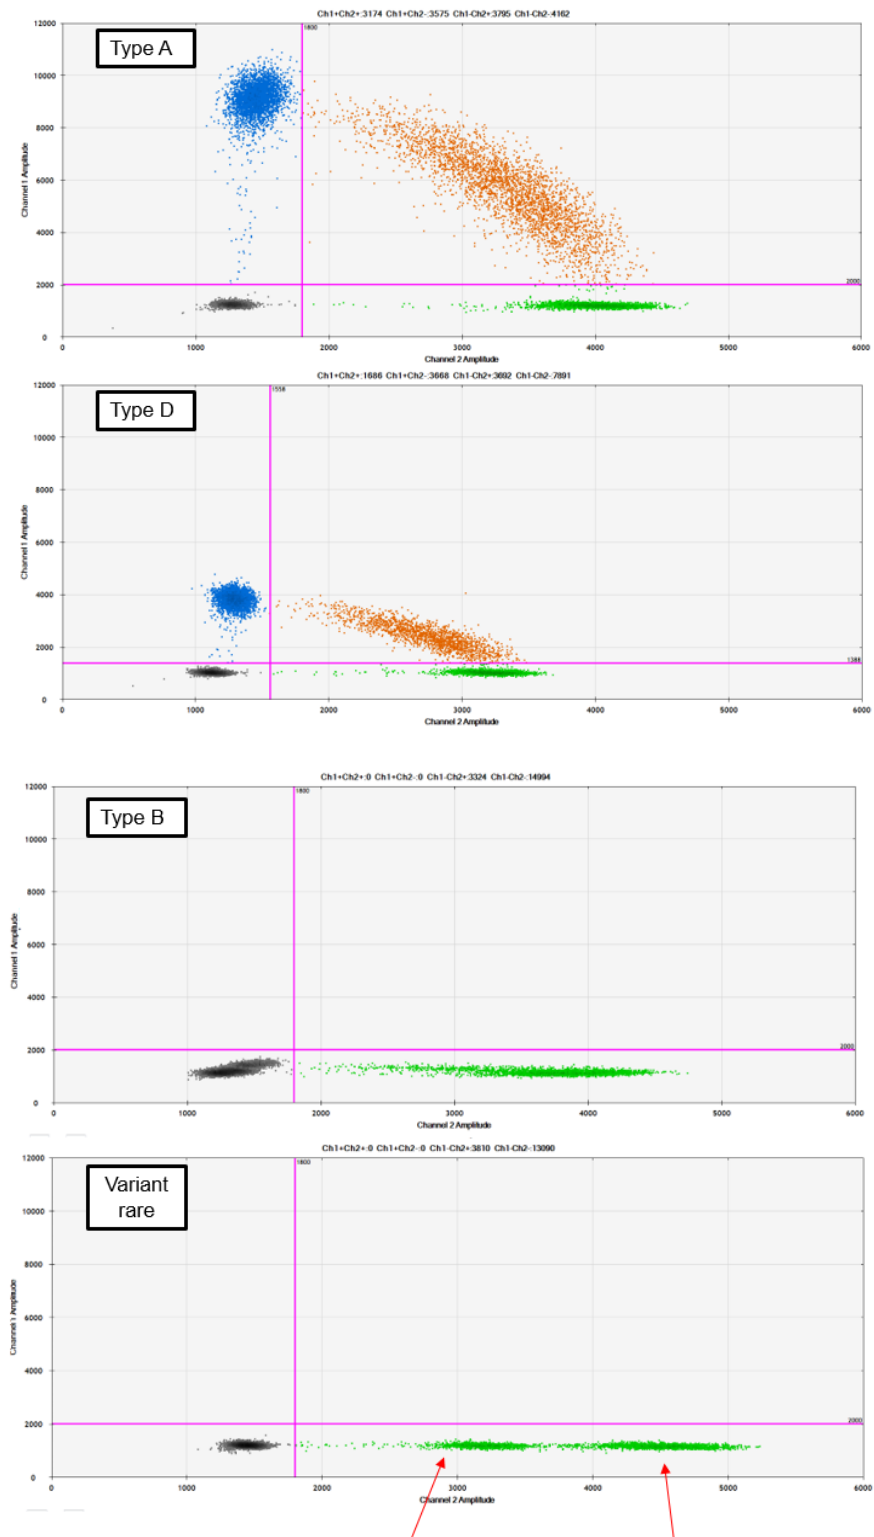 Ch1+Ch2+:3174 Ch1+Ch2-:3575 Ch1-Ch2+:3795 Ch1-Ch2-:4162
Type A
1800
12000
10000
8000
6000
4000
2000
0
2000
Channel 1 Amplitude
0 1000 2000 3000 4000 5000 6000
Channel 2 Amplitude
Ch1+Ch2+:1686 Ch1+Ch2-:3668 Ch1-Ch2+:3692 Ch1-Ch2-:7891
Type D
1558
12000
10000
8000
6000
4000
2000
0
1388
Channel 1 Amplitude
0 1000 2000 3000 4000 5000 6000
Channel 2 Amplitude
Ch1+Ch2+:0 Ch1+Ch2-:0 Ch1-Ch2+:3324 Ch1-Ch2-:14994
Type B
1800
12000
10000
8000
6000
4000
2000
0
2000
Channel 1 Amplitude
0 1000 2000 3000 4000 5000 6000
Channel 2 Amplitude
Ch1+Ch2+:0 Ch1+Ch2-:0 Ch1-Ch2+:3810 Ch1-Ch2-:13090
Variant
rare
1800
12000
10000
8000
6000
4000
2000
0
2000
Channel 1 Amplitude
0 1000 2000 3000 4000 5000 6000
Channel 2 Amplitude